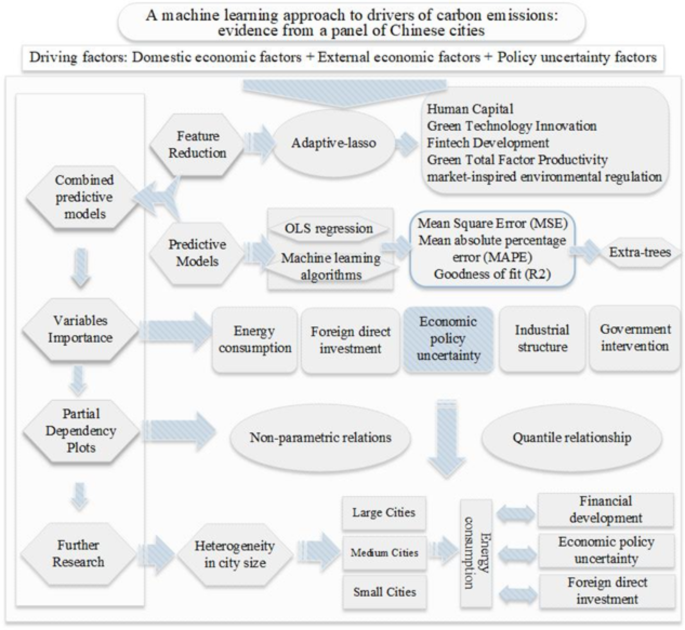 A machine learning approach to drivers of carbon emissions:
evidence from a panel of Chinese cities
Driving factors: Domestic economic factors + External economic factors + Policy uncertainty factors
Feature
Reduction
Adaptive-lasso
Human Capital
Green Technology Innovation
Fintech Development
Green Total Factor Productivity
market-inspired environmental regulation
Combined
predictive
models
Predictive
Models
OLS regression
Machine learning
algorithms
Mean Square Error (MSE)
Mean absolute percentage
error (MAPE)
Goodness of fit (R2)
Extra-trees
Variables
Importance
Energy
consumption
Foreign direct
investment
Economic
policy
uncertainty
Industrial
structure
Government
intervention
Partial
Dependency
Plots
Non-parametric relations
Quantile relationship
Further
Research
Heterogeneity
in city size
Large Cities
Medium Cities
Small Cities
Energy
consumption
Financial
development
Economic policy
uncertainty
Foreign direct
investment